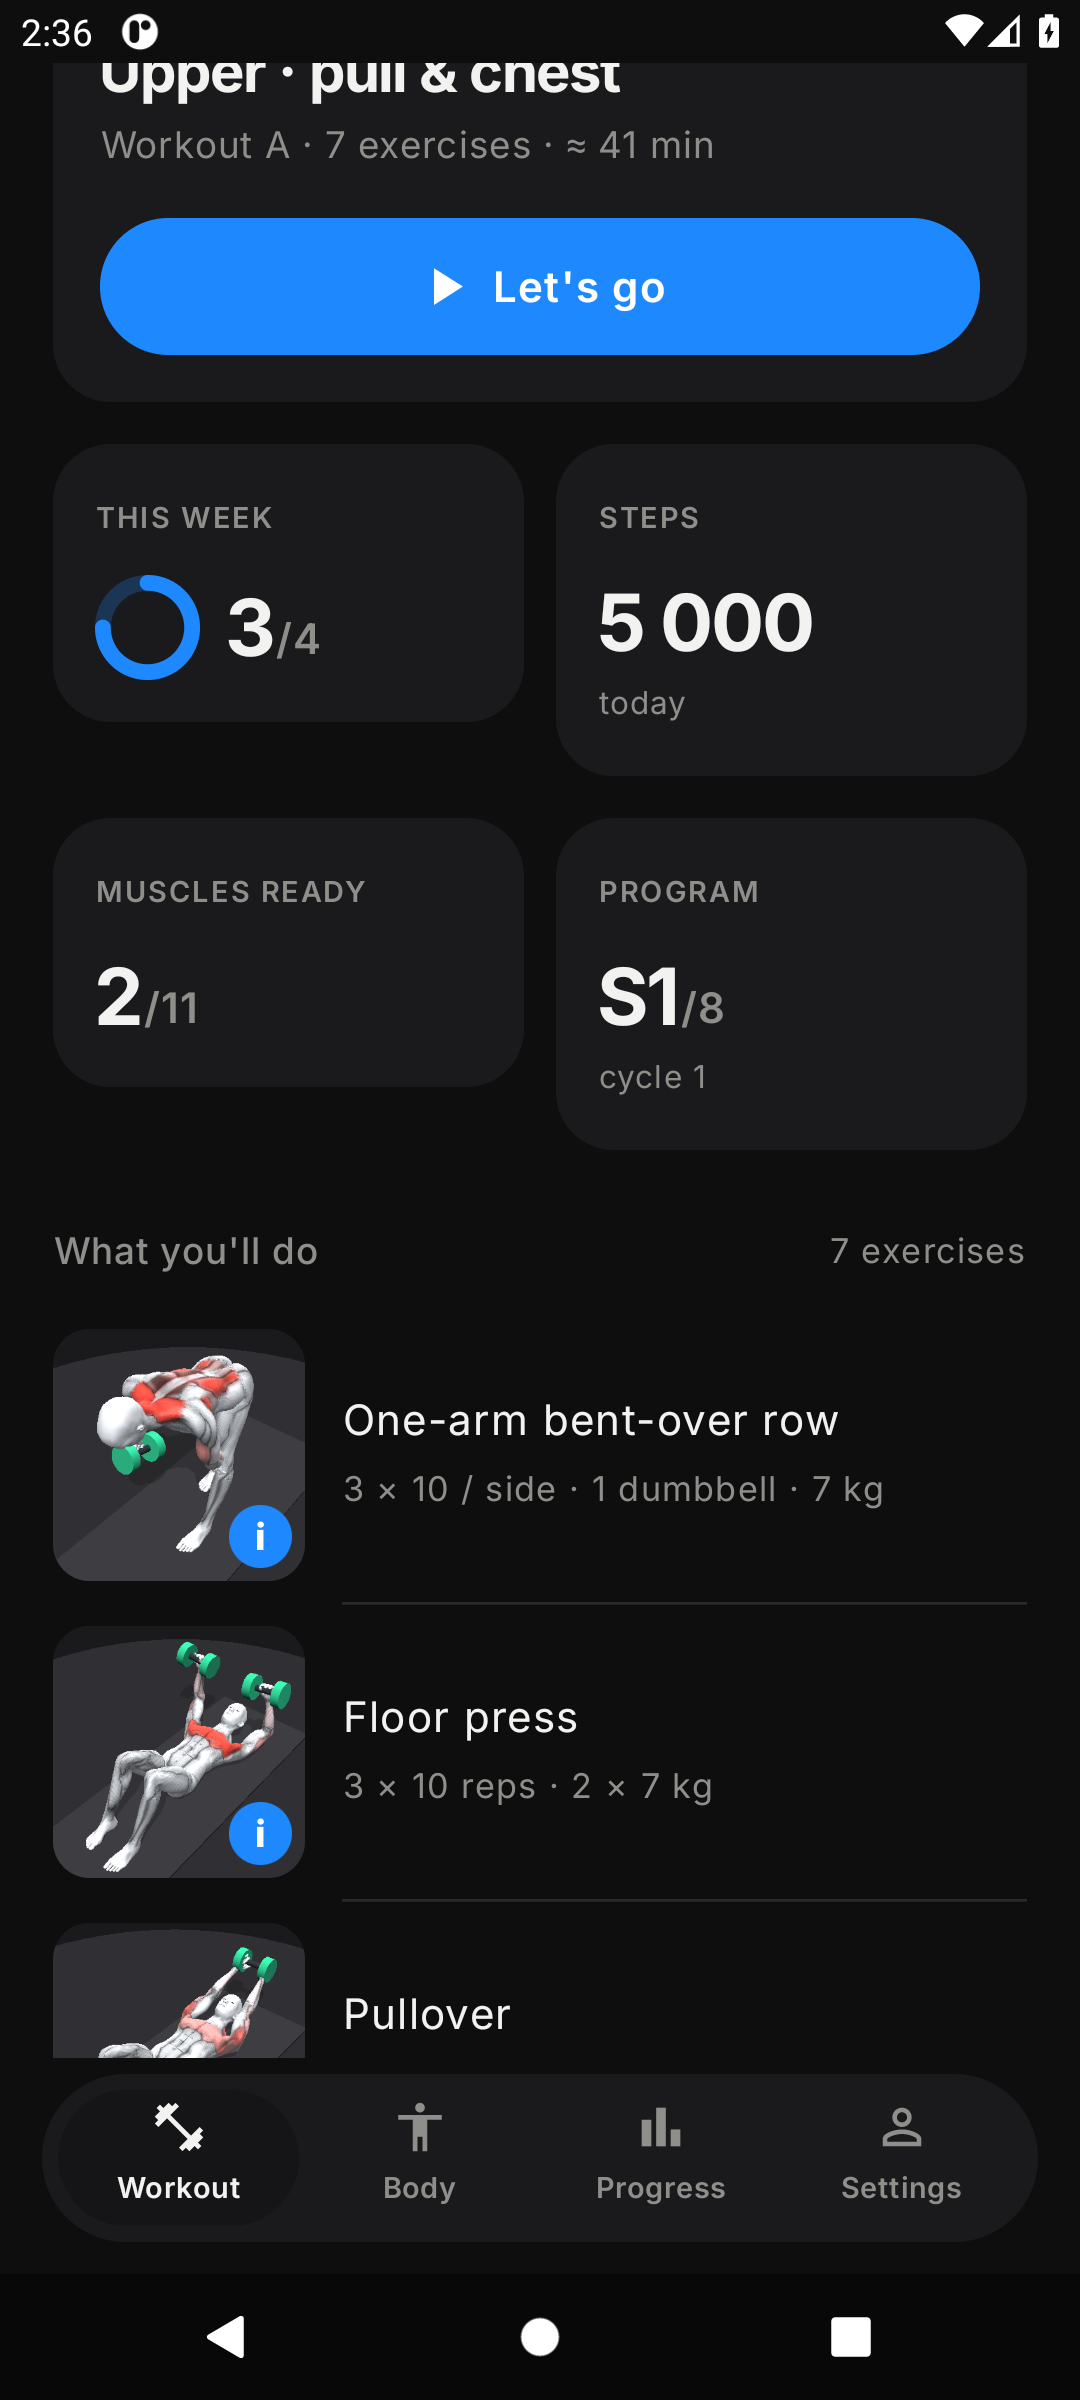 2:36
Upper · pull & chest
Workout A · 7 exercises · ≈ 41 min
Let's go
THIS WEEK
3/4
STEPS
5 000
today
MUSCLES READY
2/11
PROGRAM
S1/8
cycle 1
What you'll do
7 exercises
One-arm bent-over row
3 × 10 / side · 1 dumbbell · 7 kg
i
Floor press
3 × 10 reps · 2 × 7 kg
i
Pullover
Workout
Body
Progress
Settings